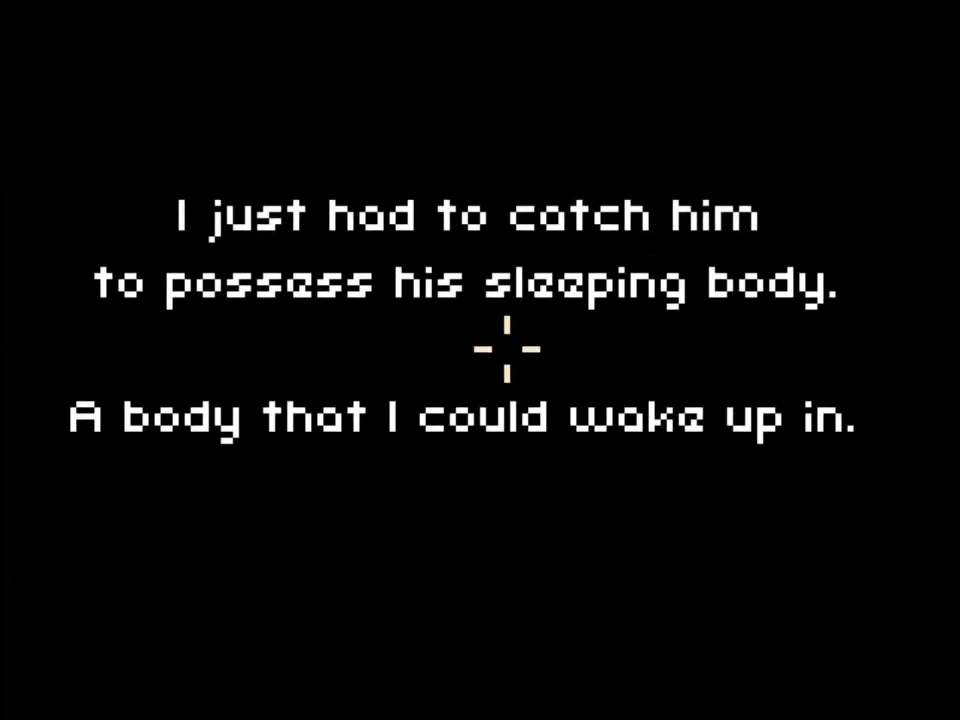 I just had to catch him
to possess his sleeping body.
A body that I could wake up in.